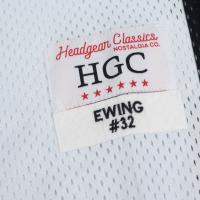 Headgear Classics
NOSTALGIA CO.
HGC
EWING
#32